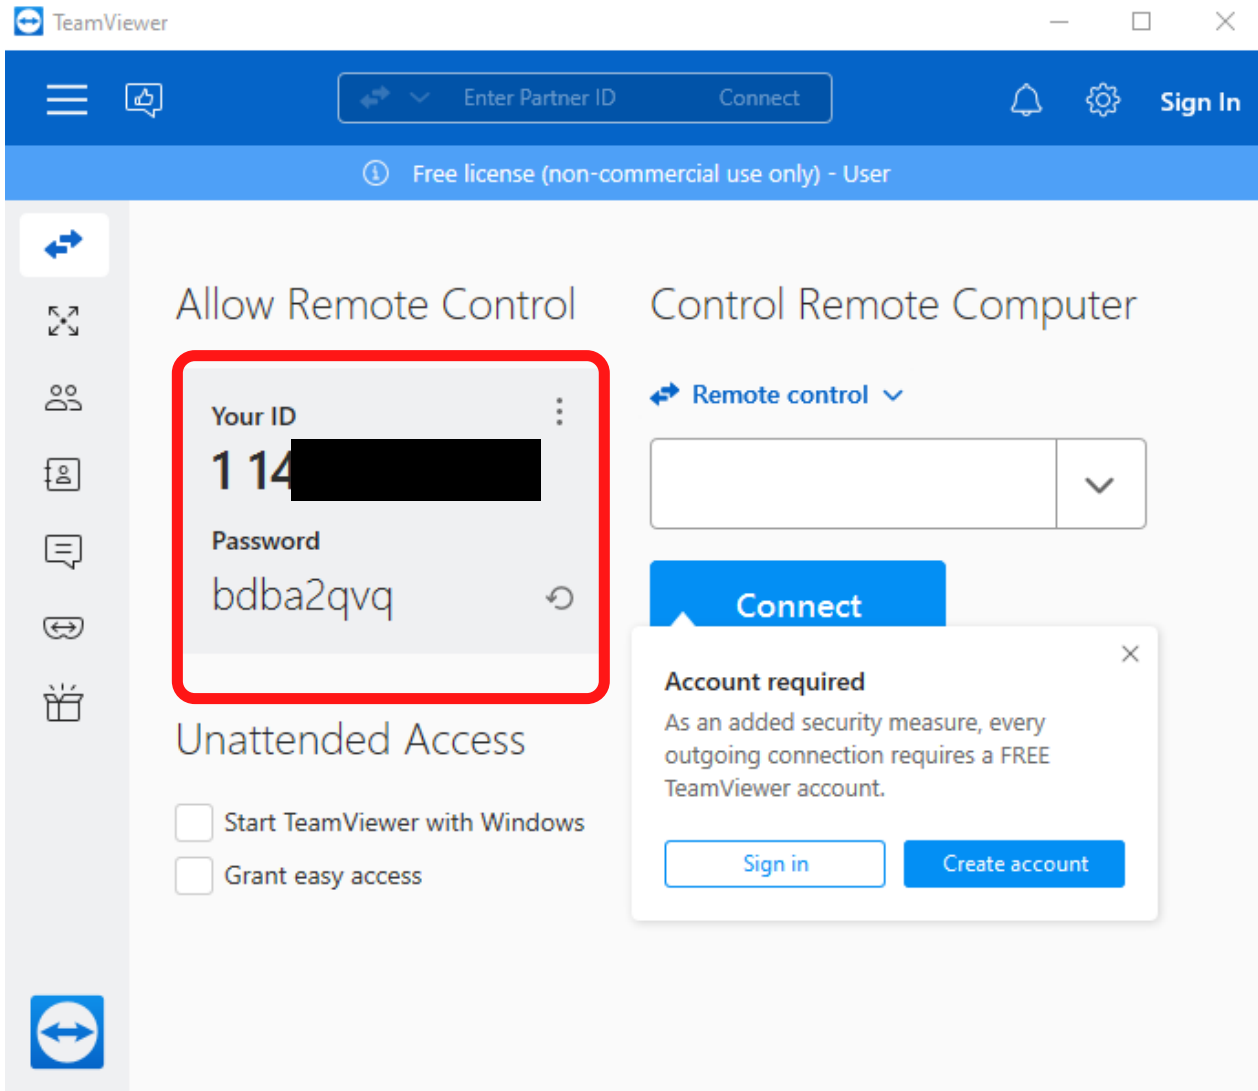 TeamViewer
Enter Partner ID
Connect
Sign In
Free license (non-commercial use only) - User
Allow Remote Control
Your ID
1 14
Password
bdba2qvq
Unattended Access
Start TeamViewer with Windows
Grant easy access
Control Remote Computer
Remote control
Connect
Account required
As an added security measure, every
outgoing connection requires a FREE
TeamViewer account.
Sign in
Create account